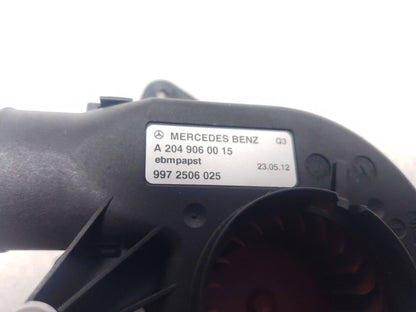 MERCEDES BENZ Q3
A 204 906 00 15
ebmpapst 23.05.12
997 2506 025